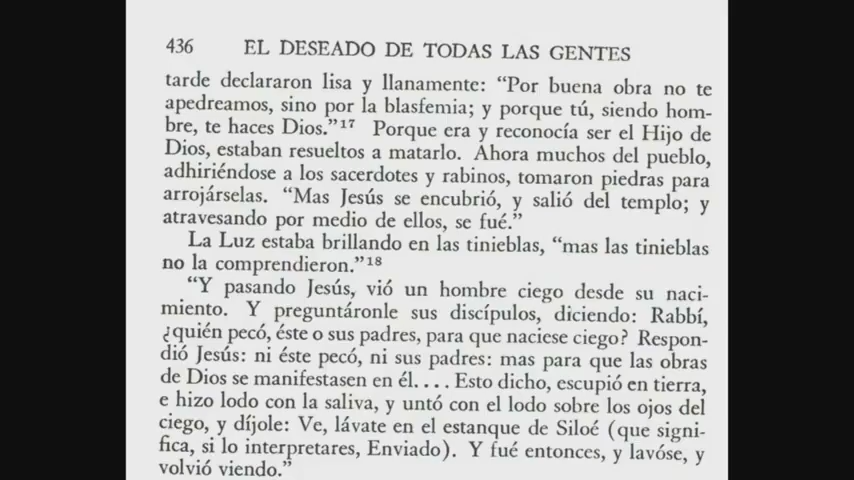 436 EL DESEADO DE TODAS LAS GENTES
tarde declararon lisa y llanamente: “Por buena obra no te
apedreamos, sino por la blasfemia; y porque tú, siendo hom-
bre, te haces Dios.”¹⁷ Porque era y reconocía ser el Hijo de
Dios, estaban resueltos a matarlo. Ahora muchos del pueblo,
adhiriéndose a los sacerdotes y rabinos, tomaron piedras para
arrojárselas. “Mas Jesús se encubrió, y salió del templo; y
atravesando por medio de ellos, se fué.”
La Luz estaba brillando en las tinieblas, “mas las tinieblas
no la comprendieron.”¹⁸
“Y pasando Jesús, vió un hombre ciego desde su naci-
miento. Y preguntáronle sus discípulos, diciendo: Rabbí,
¿quién pecó, éste o sus padres, para que naciese ciego? Respon-
dió Jesús: ni éste pecó, ni sus padres: mas para que las obras
de Dios se manifestasen en él.... Esto dicho, escupió en tierra,
e hizo lodo con la saliva, y untó con el lodo sobre los ojos del
ciego, y díjole: Ve, lávate en el estanque de Siloé (que signi-
fica, si lo interpretares, Enviado). Y fué entonces, y lavóse, y
volvió viendo.”